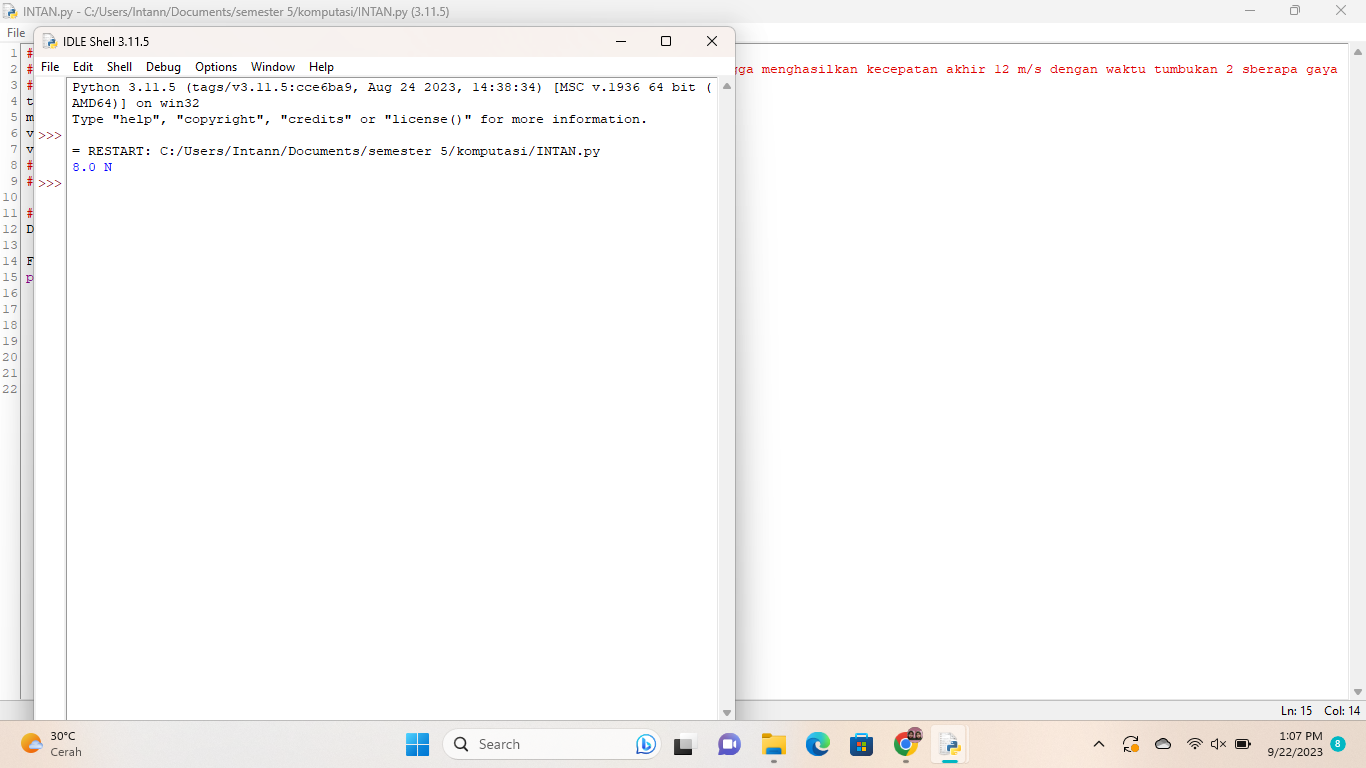 INTAN.py - C:/Users/Intann/Documents/semester 5/komputasi/INTAN.py (3.11.5)
File
IDLE Shell 3.11.5
File Edit Shell Debug Options Window Help
Python 3.11.5 (tags/v3.11.5:cce6ba9, Aug 24 2023, 14:38:34) [MSC v.1936 64 bit (
AMD64)] on win32
Type "help", "copyright", "credits" or "license()" for more information.
>>>
= RESTART: C:/Users/Intann/Documents/semester 5/komputasi/INTAN.py
8.0 N
>>>
1 #
2 #
3 #
4 t
5 m
6 v
7 v
8 #
9 #
10
11 #
12 D
13
14 F
15 p
16
17
18
19
20
21
22
gga menghasilkan kecepatan akhir 12 m/s dengan waktu tumbukan 2 sberapa gaya
Ln: 15 Col: 14
30°C
Cerah
Search
1:07 PM
9/22/2023
8